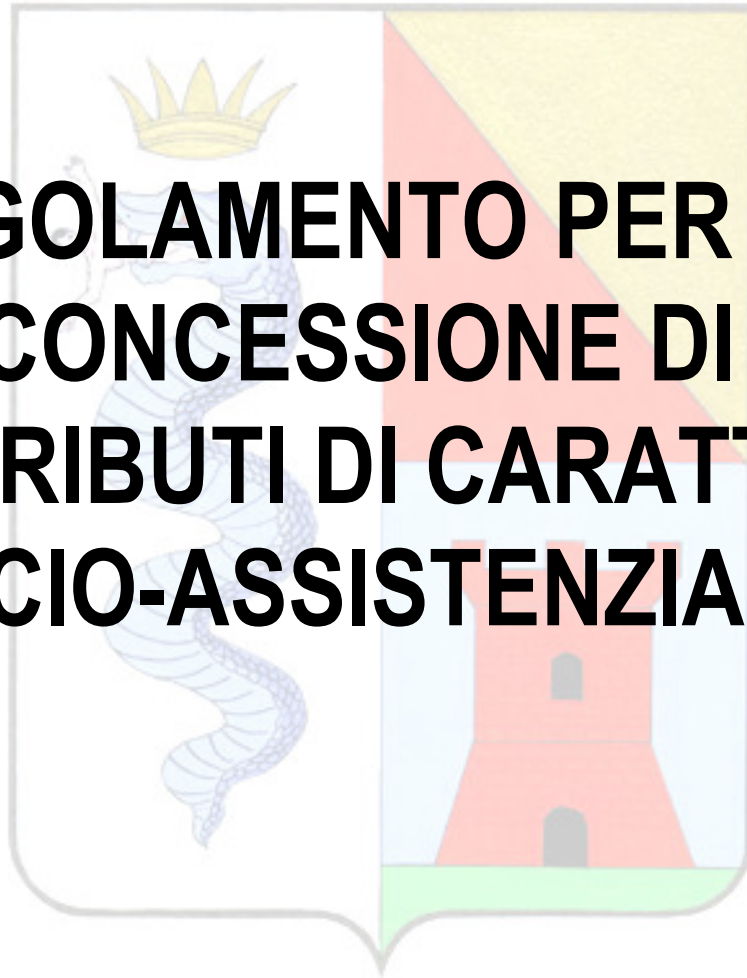 GOLAMENTO PER
CONCESSIONE DI
RIBUTI DI CARATT
CIO-ASSISTENZIA